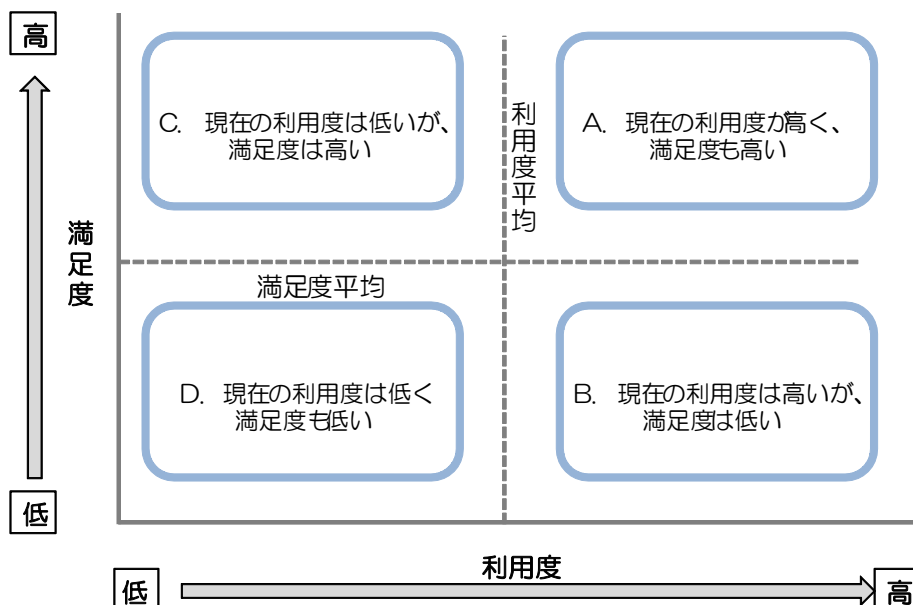 高
C. 現在の利用度は低いが、
満足度は高い
利用度平均
A. 現在の利用度が高く、
満足度も高い
満足度
満足度平均
D. 現在の利用度は低く
満足度も低い
B. 現在の利用度は高いが、
満足度は低い
低
利用度
低
高